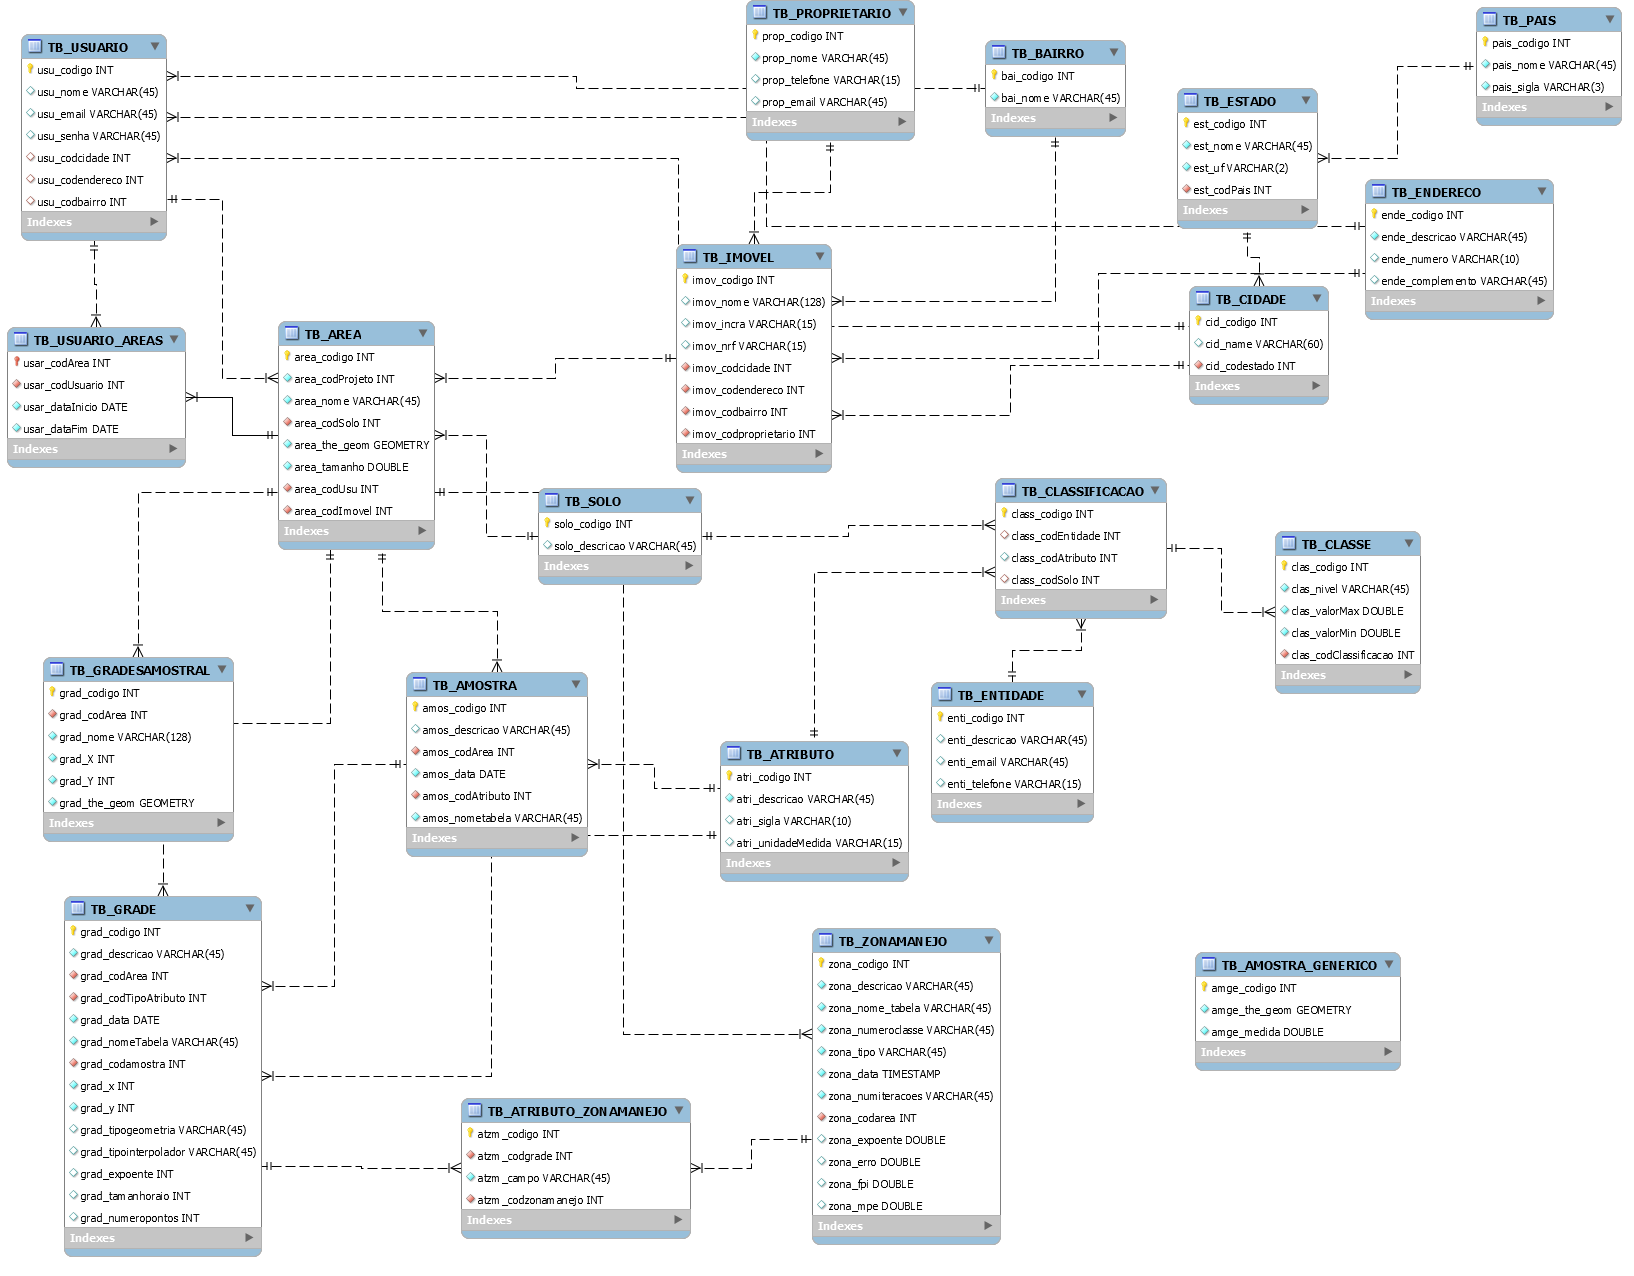 TB_PROPRIETARIO
prop_codigo INT
prop_nome VARCHAR(45)
prop_telefone VARCHAR(15)
prop_email VARCHAR(45)
Indexes
TB_PAIS
pais_codigo INT
pais_nome VARCHAR(45)
pais_sigla VARCHAR(3)
Indexes
TB_USUARIO
usu_codigo INT
usu_nome VARCHAR(45)
usu_email VARCHAR(45)
usu_senha VARCHAR(45)
usu_codcidade INT
usu_codendereco INT
usu_codbairro INT
Indexes
TB_BAIRRO
bai_codigo INT
bai_nome VARCHAR(45)
Indexes
TB_ESTADO
est_codigo INT
est_nome VARCHAR(45)
est_uf VARCHAR(2)
est_codPais INT
Indexes
TB_ENDERECO
ende_codigo INT
ende_descricao VARCHAR(45)
ende_numero VARCHAR(10)
ende_complemento VARCHAR(45)
Indexes
TB_IMOVEL
imov_codigo INT
imov_nome VARCHAR(128)
imov_incra VARCHAR(15)
imov_nrf VARCHAR(15)
imov_codcidade INT
imov_codendereco INT
imov_codbairro INT
imov_codproprietario INT
Indexes
TB_CIDADE
cid_codigo INT
cid_name VARCHAR(60)
cid_codestado INT
Indexes
TB_USUARIO_AREAS
usar_codArea INT
usar_codUsuario INT
usar_dataInicio DATE
usar_dataFim DATE
Indexes
TB_AREA
area_codigo INT
area_codProjeto INT
area_nome VARCHAR(45)
area_codSolo INT
area_the_geom GEOMETRY
area_tamanho DOUBLE
area_codUsu INT
area_codImovel INT
Indexes
TB_SOLO
solo_codigo INT
solo_descricao VARCHAR(45)
Indexes
TB_CLASSIFICACAO
class_codigo INT
class_codEntidade INT
class_codAtributo INT
class_codSolo INT
Indexes
TB_CLASSE
clas_codigo INT
clas_nivel VARCHAR(45)
clas_valorMax DOUBLE
clas_valorMin DOUBLE
clas_codClassificacao INT
Indexes
TB_GRADESAMOSTRAL
grad_codigo INT
grad_codArea INT
grad_nome VARCHAR(128)
grad_X INT
grad_Y INT
grad_the_geom GEOMETRY
Indexes
TB_AMOSTRA
amos_codigo INT
amos_descricao VARCHAR(45)
amos_codArea INT
amos_data DATE
amos_codAtributo INT
amos_nometabela VARCHAR(45)
Indexes
TB_ENTIDADE
enti_codigo INT
enti_descricao VARCHAR(45)
enti_email VARCHAR(45)
enti_telefone VARCHAR(15)
Indexes
TB_ATRIBUTO
atri_codigo INT
atri_descricao VARCHAR(45)
atri_sigla VARCHAR(10)
atri_unidadeMedida VARCHAR(15)
Indexes
TB_GRADE
grad_codigo INT
grad_descricao VARCHAR(45)
grad_codArea INT
grad_codTipoAtributo INT
grad_data DATE
grad_nomeTabela VARCHAR(45)
grad_codamostra INT
grad_x INT
grad_y INT
grad_tipogeometria VARCHAR(45)
grad_tipointerpolador VARCHAR(45)
grad_expoente INT
grad_tamanhoraio INT
grad_numeropontos INT
Indexes
TB_ZONAMANEJO
zona_codigo INT
zona_descricao VARCHAR(45)
zona_nome_tabela VARCHAR(45)
zona_numeroclasse VARCHAR(45)
zona_tipo VARCHAR(45)
zona_data TIMESTAMP
zona_numiteracoes VARCHAR(45)
zona_codarea INT
zona_expoente DOUBLE
zona_erro DOUBLE
zona_fpi DOUBLE
zona_mpe DOUBLE
Indexes
TB_AMOSTRA_GENERICO
amge_codigo INT
amge_the_geom GEOMETRY
amge_medida DOUBLE
Indexes
TB_ATRIBUTO_ZONAMANEJO
atzm_codigo INT
atzm_codgrade INT
atzm_campo VARCHAR(45)
atzm_codzonamanejo INT
Indexes